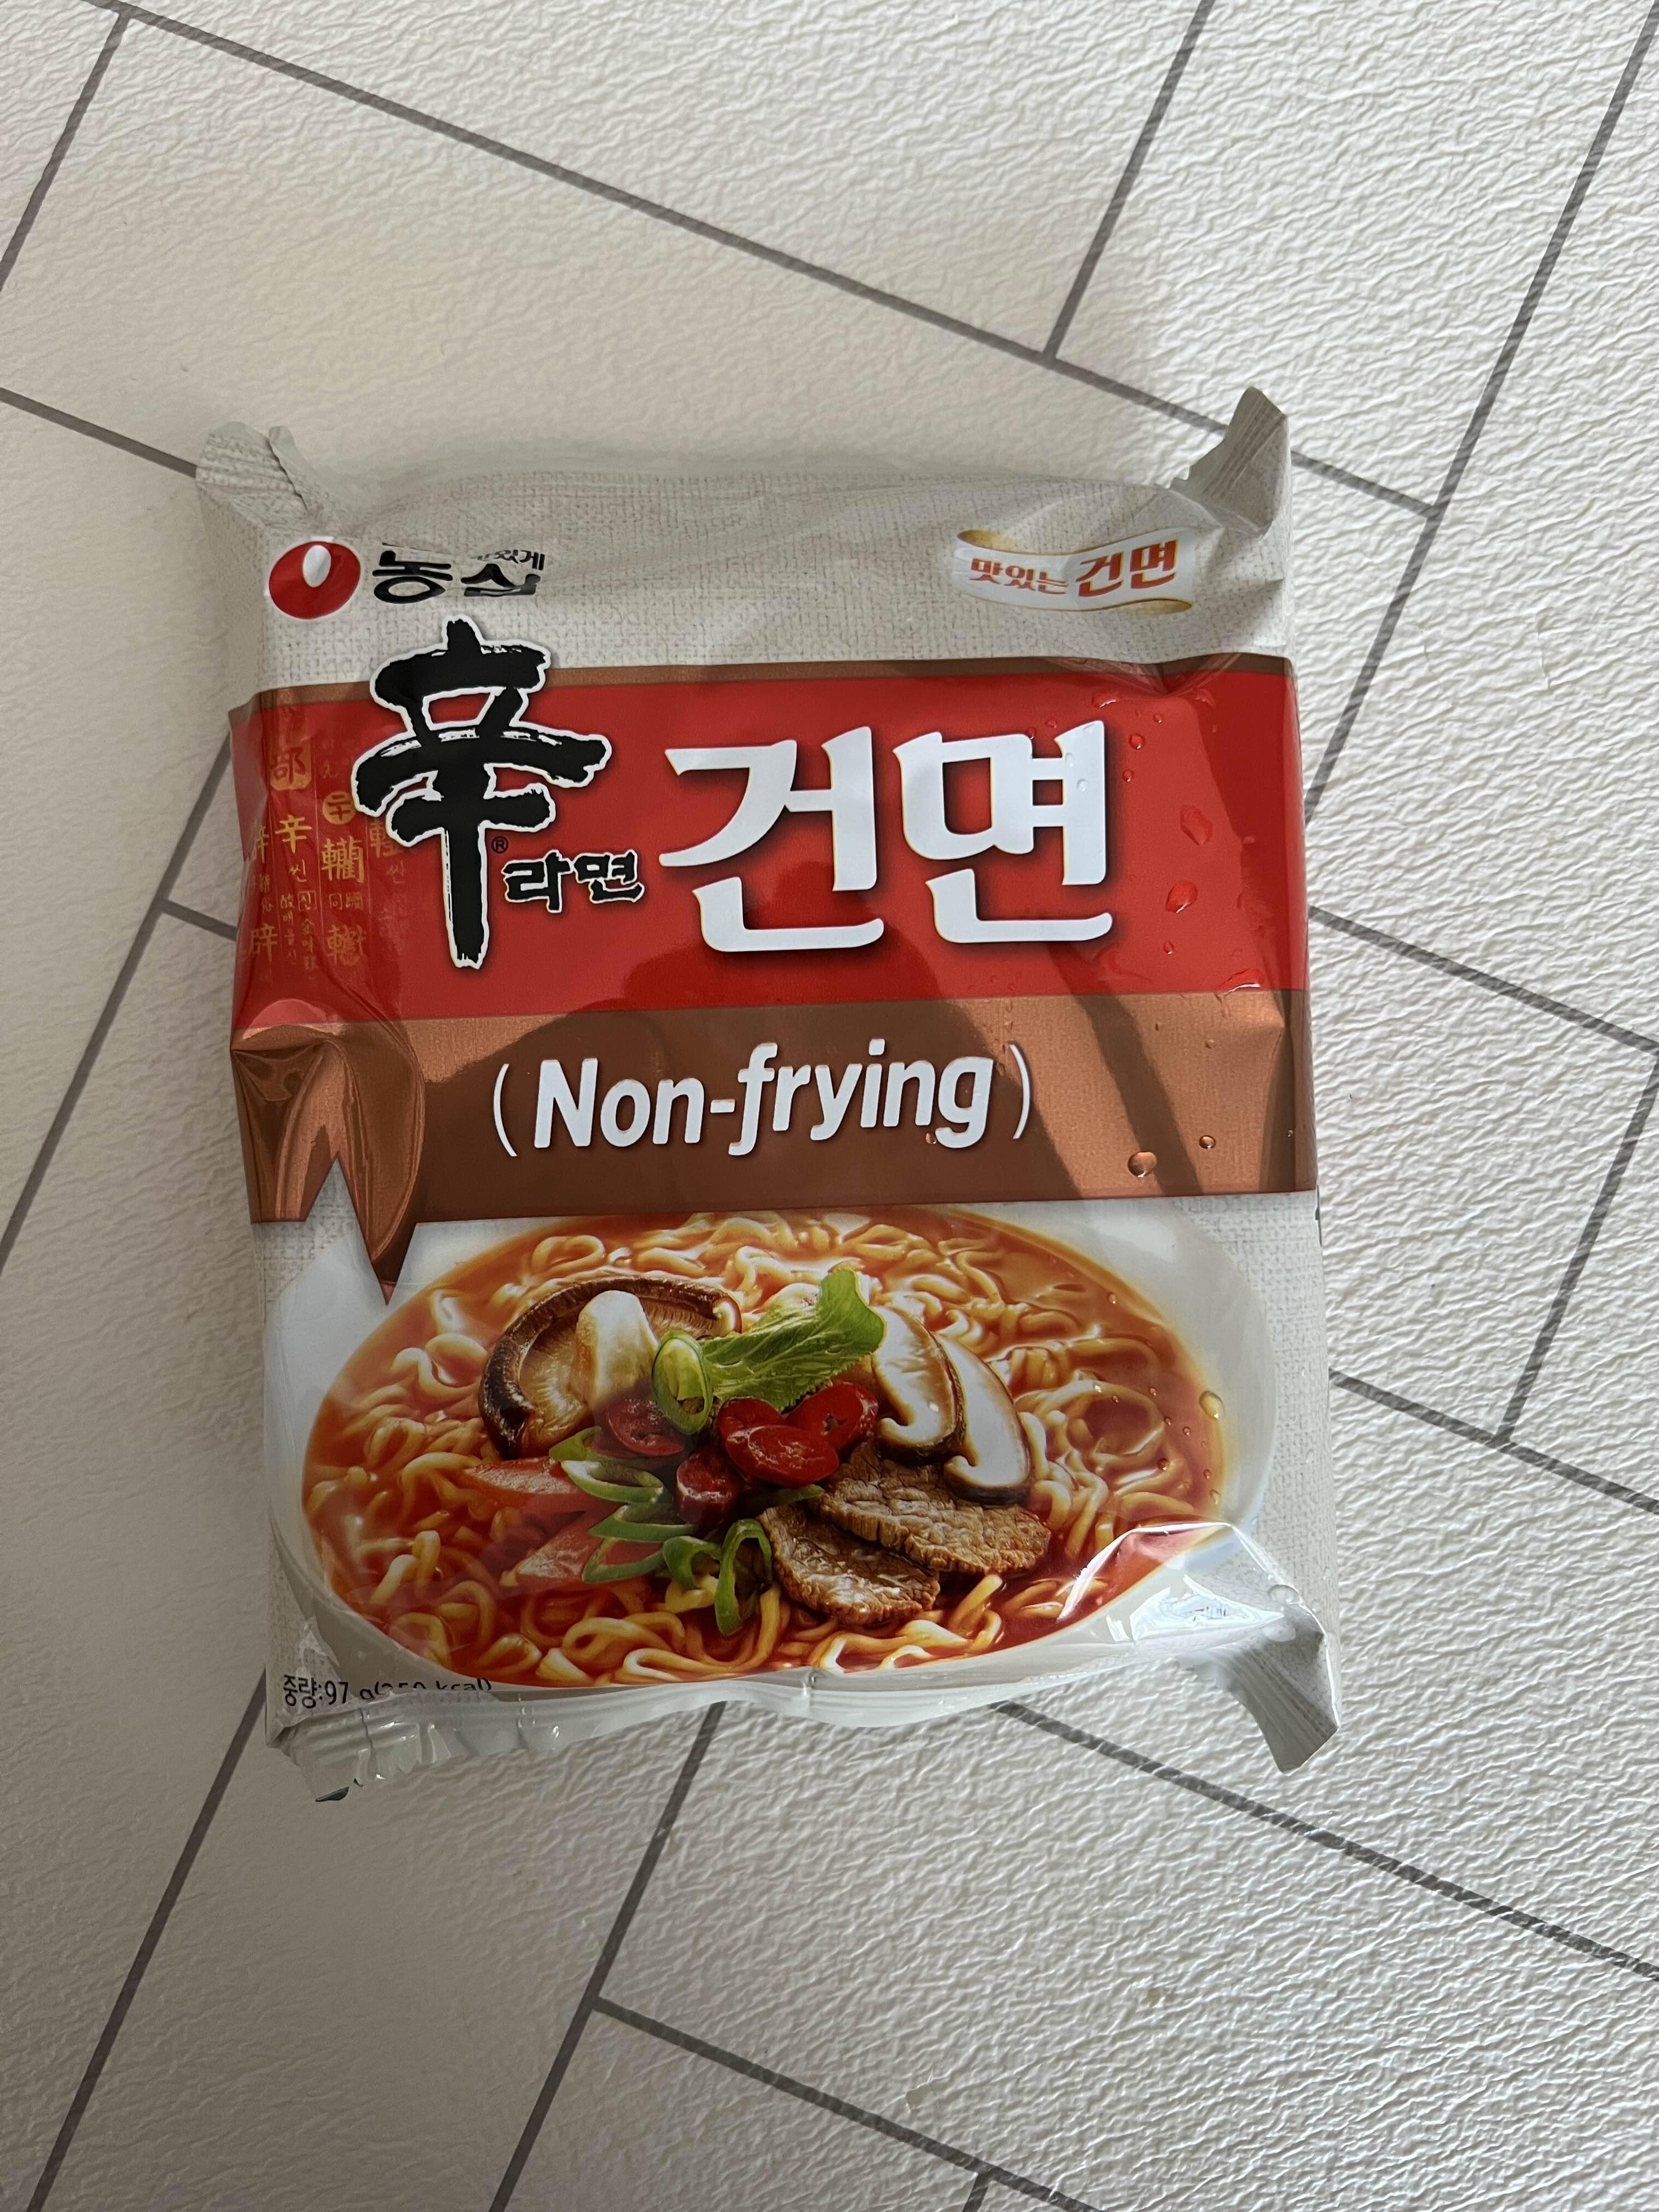 농심
맛있는 건면
辛라면 건면
(Non-frying)
중량:97 g